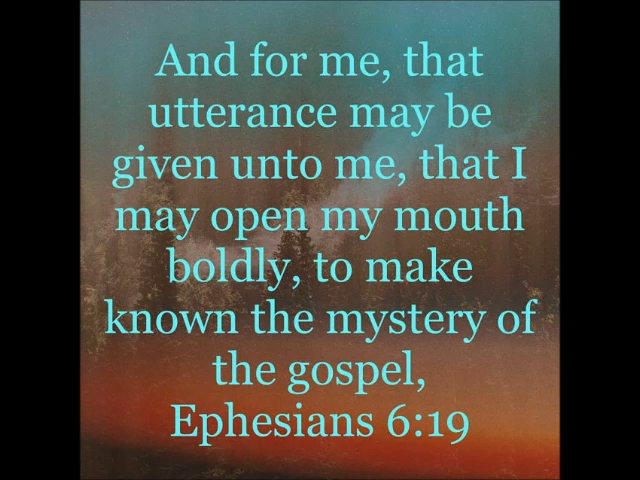 And for me, that
utterance may be
given unto me, that I
may open my mouth
boldly, to make
known the mystery of
the gospel,
Ephesians 6:19